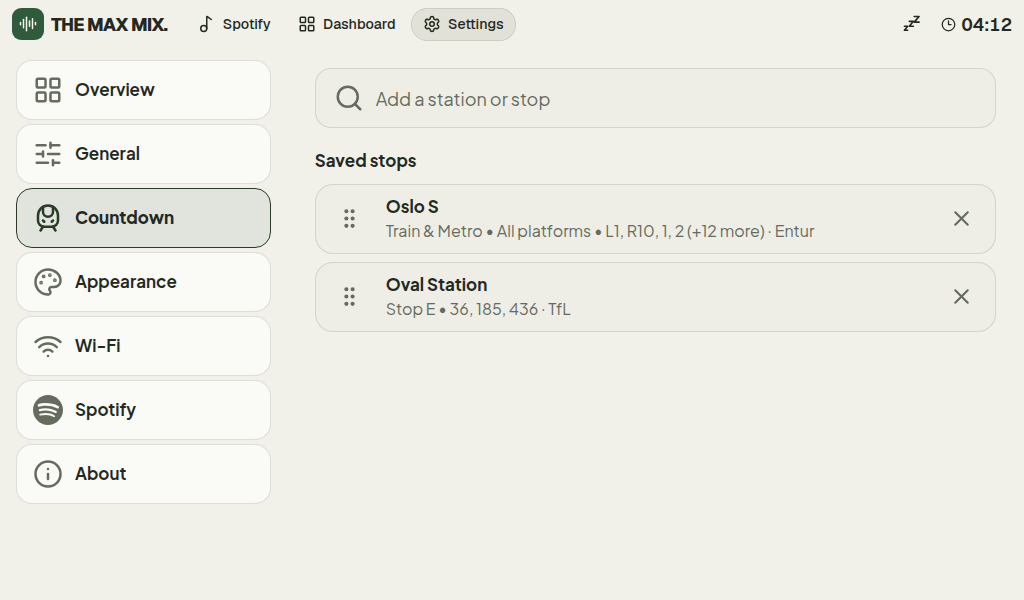 THE MAX MIX.
Spotify
Dashboard
Settings
04:12
Overview
General
Countdown
Appearance
Wi-Fi
Spotify
About
Add a station or stop
Saved stops
Oslo S
Train & Metro • All platforms • L1, R10, 1, 2 (+12 more) · Entur
Oval Station
Stop E • 36, 185, 436 · TfL